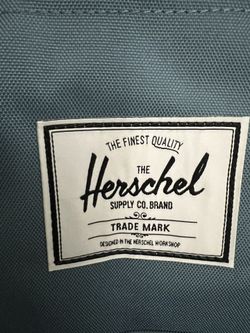 THE FINEST QUALITY
THE
Herschel
SUPPLY CO. BRAND
TRADE MARK
DESIGNED IN THE HERSCHEL WORKSHOP